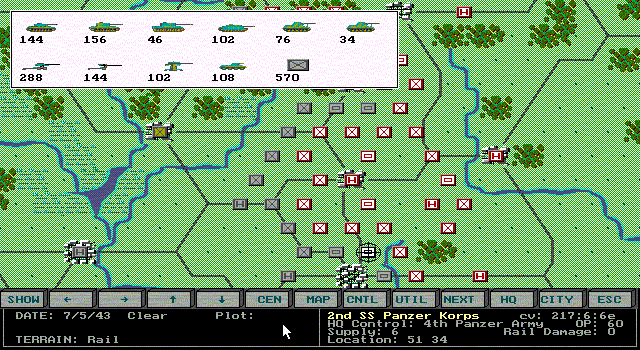 144 156 46 102 76 34
288 144 102 108 570
H
H
H
H
H
H
SHOW ← → ↑ ↓ CEN MAP CNTL UTIL NEXT HQ CITY ESC
DATE: 7/5/43 Clear Plot: 2nd SS Panzer Korps cv: 217:6:6e
HQ Control: 4th Panzer Army OP: 60
Supply: 6 Rail Damage: 0
TERRAIN: Rail Location: 51 34